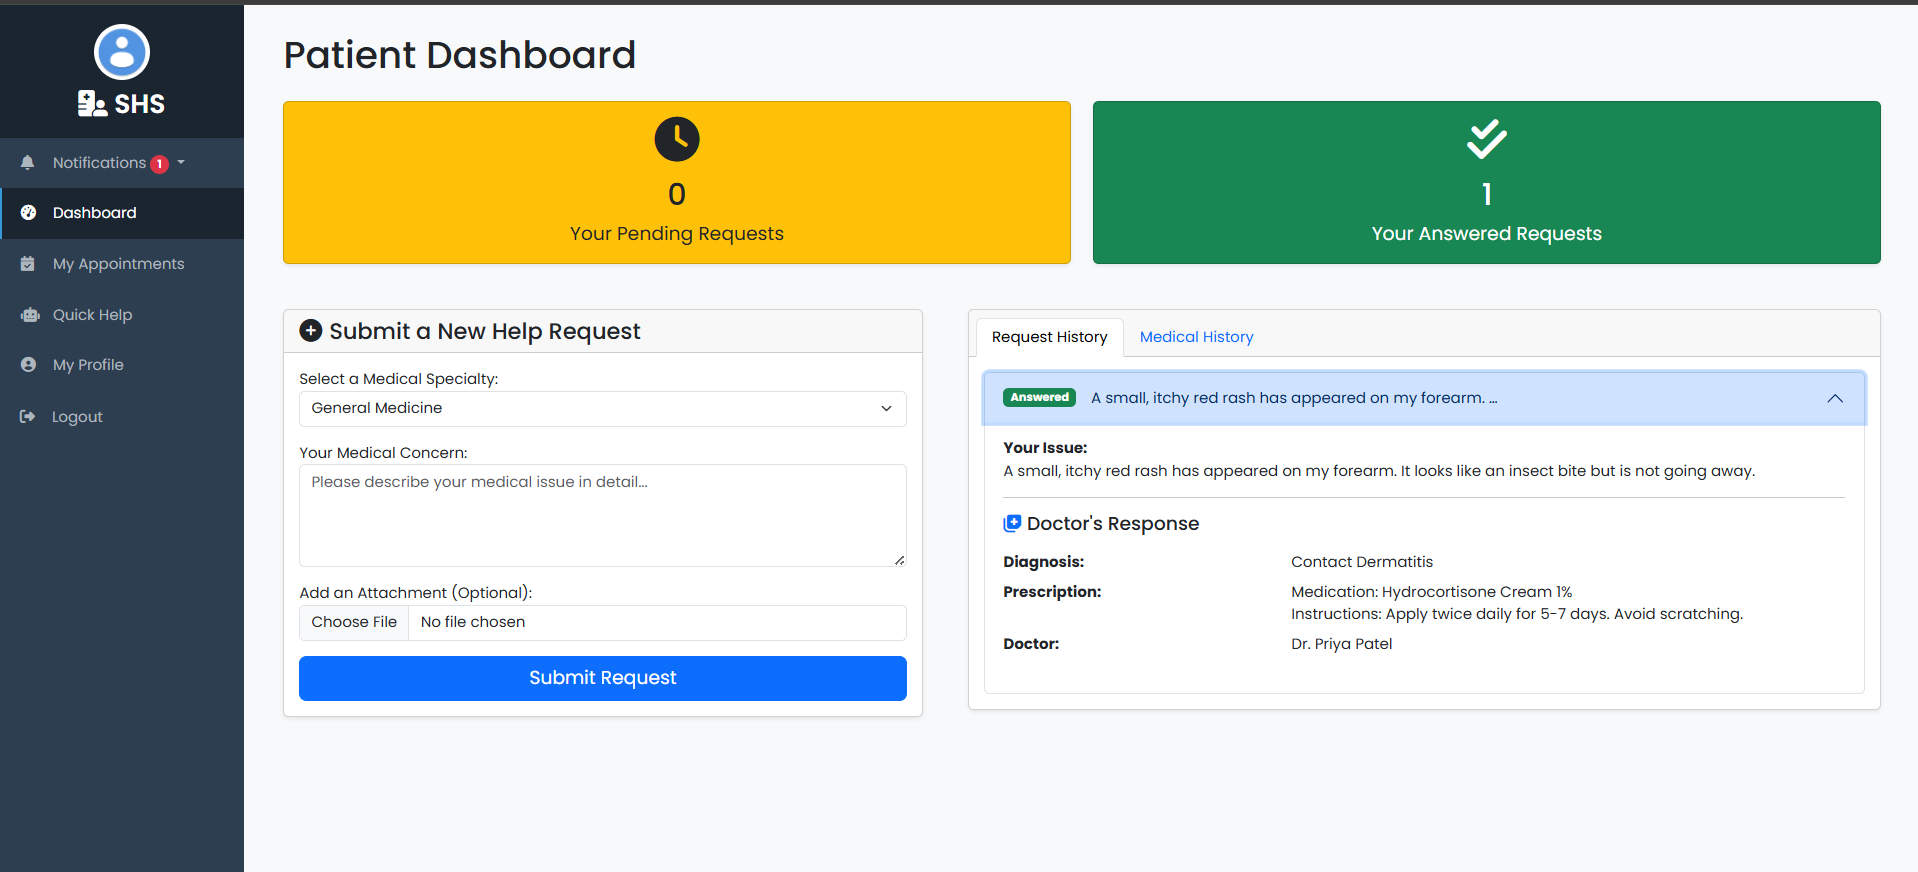 SHS
Notifications 1
Dashboard
My Appointments
Quick Help
My Profile
Logout
Patient Dashboard
0
Your Pending Requests
1
Your Answered Requests
Submit a New Help Request
Select a Medical Specialty:
General Medicine
Your Medical Concern:
Please describe your medical issue in detail...
Add an Attachment (Optional):
Choose File No file chosen
Submit Request
Request History Medical History
Answered A small, itchy red rash has appeared on my forearm. ...
Your Issue:
A small, itchy red rash has appeared on my forearm. It looks like an insect bite but is not going away.
Doctor's Response
Diagnosis: Contact Dermatitis
Prescription: Medication: Hydrocortisone Cream 1%
Instructions: Apply twice daily for 5-7 days. Avoid scratching.
Doctor: Dr. Priya Patel